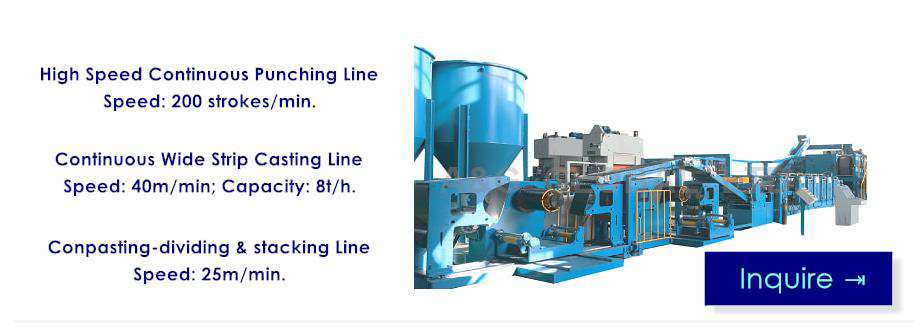 High Speed Continuous Punching Line
Speed: 200 strokes/min.
Continuous Wide Strip Casting Line
Speed: 40m/min; Capacity: 8t/h.
Conpasting-dividing & stacking Line
Speed: 25m/min.
Inquire ⇥